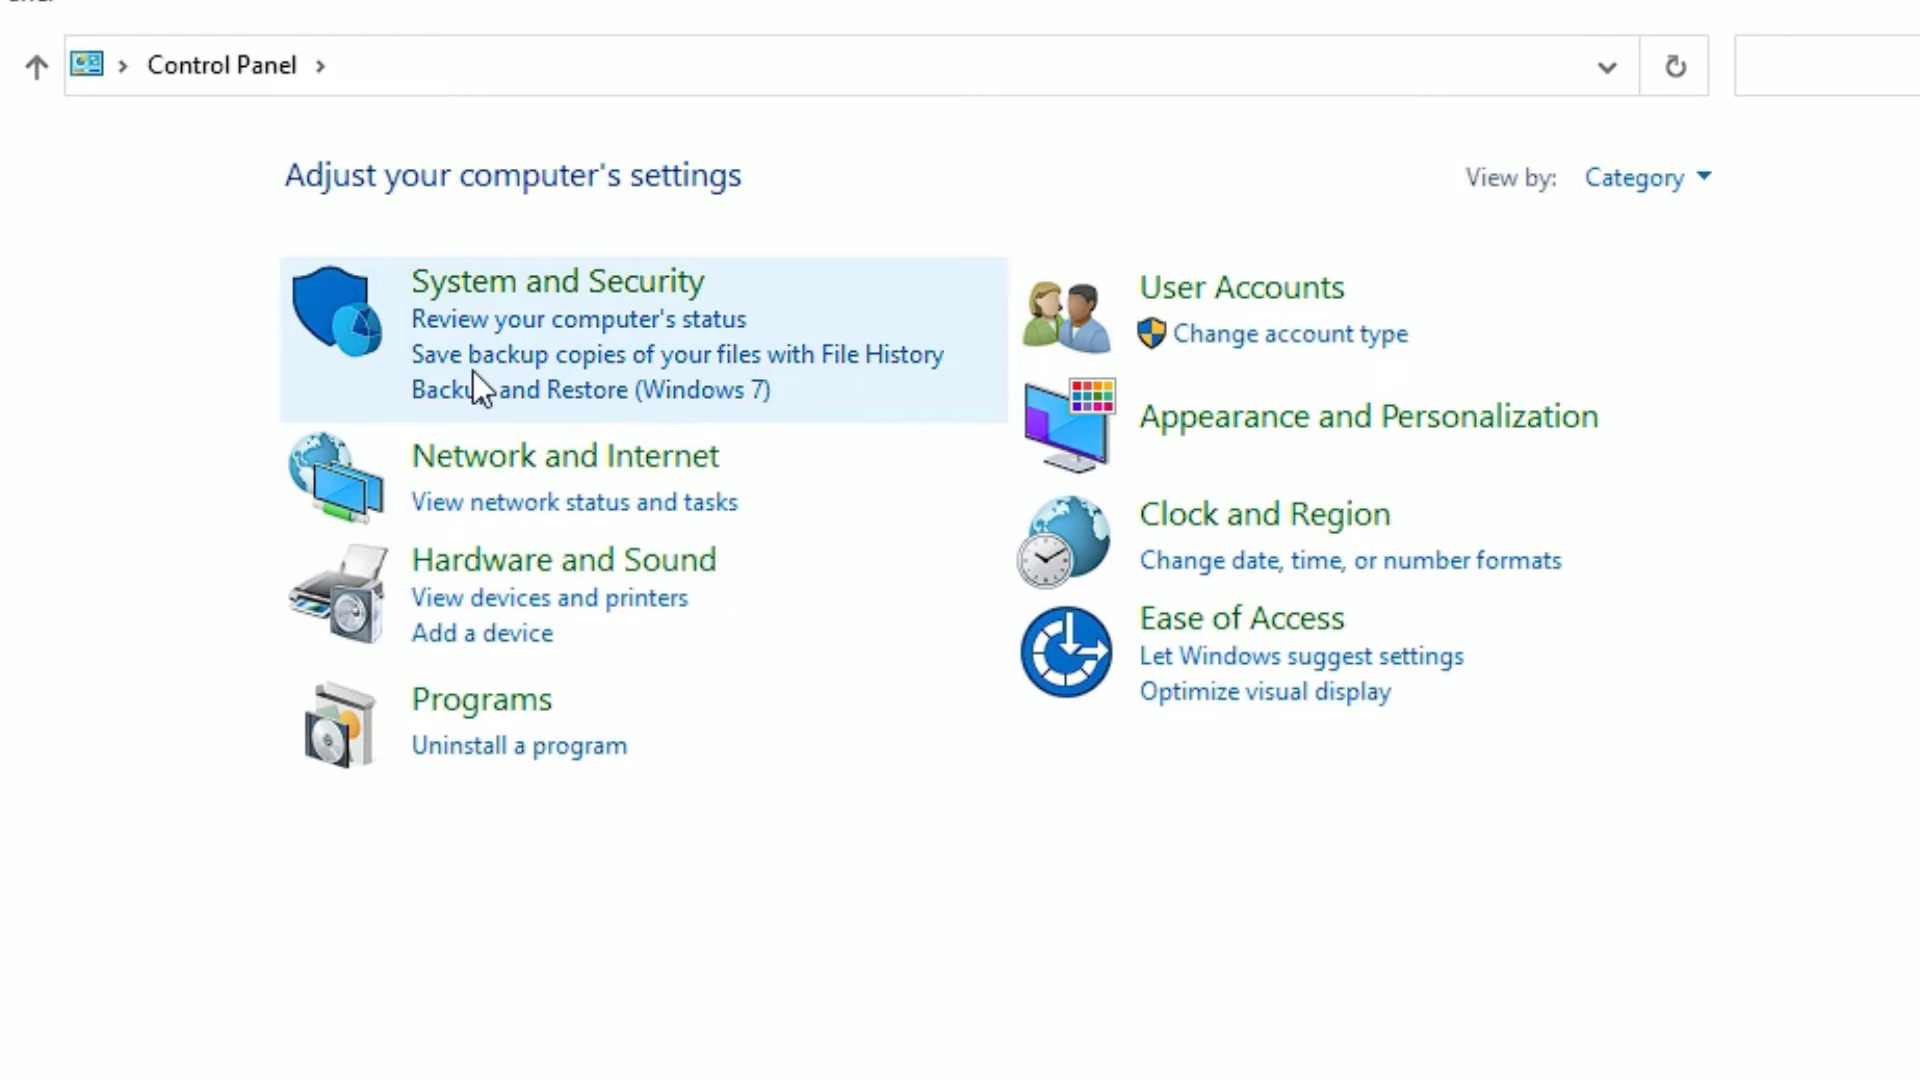 Control Panel
Adjust your computer's settings
View by: Category
System and Security
Review your computer's status
Save backup copies of your files with File History
Backup and Restore (Windows 7)
Network and Internet
View network status and tasks
Hardware and Sound
View devices and printers
Add a device
Programs
Uninstall a program
User Accounts
Change account type
Appearance and Personalization
Clock and Region
Change date, time, or number formats
Ease of Access
Let Windows suggest settings
Optimize visual display